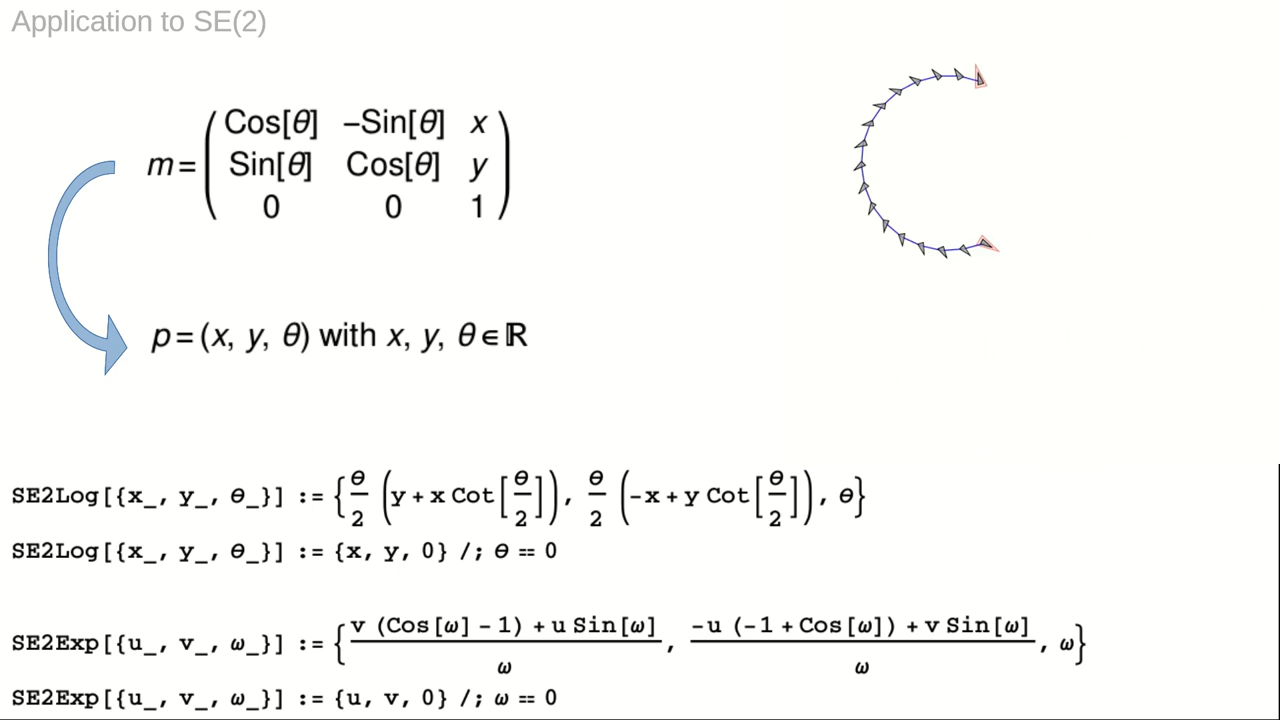 Application to SE(2)
m = ( Cos[θ] −Sin[θ] x
Sin[θ] Cos[θ] y
0 0 1 )
p = (x, y, θ) with x, y, θ ∈ ℝ
SE2Log[{x_, y_, θ_}] := {θ/2 (y + x Cot[θ/2]), θ/2 (-x + y Cot[θ/2]), θ}
SE2Log[{x_, y_, θ_}] := {x, y, 0} /; θ == 0
SE2Exp[{u_, v_, ω_}] := {(v (Cos[ω] - 1) + u Sin[ω])/ω, (-u (-1 + Cos[ω]) + v Sin[ω])/ω, ω}
SE2Exp[{u_, v_, ω_}] := {u, v, 0} /; ω == 0